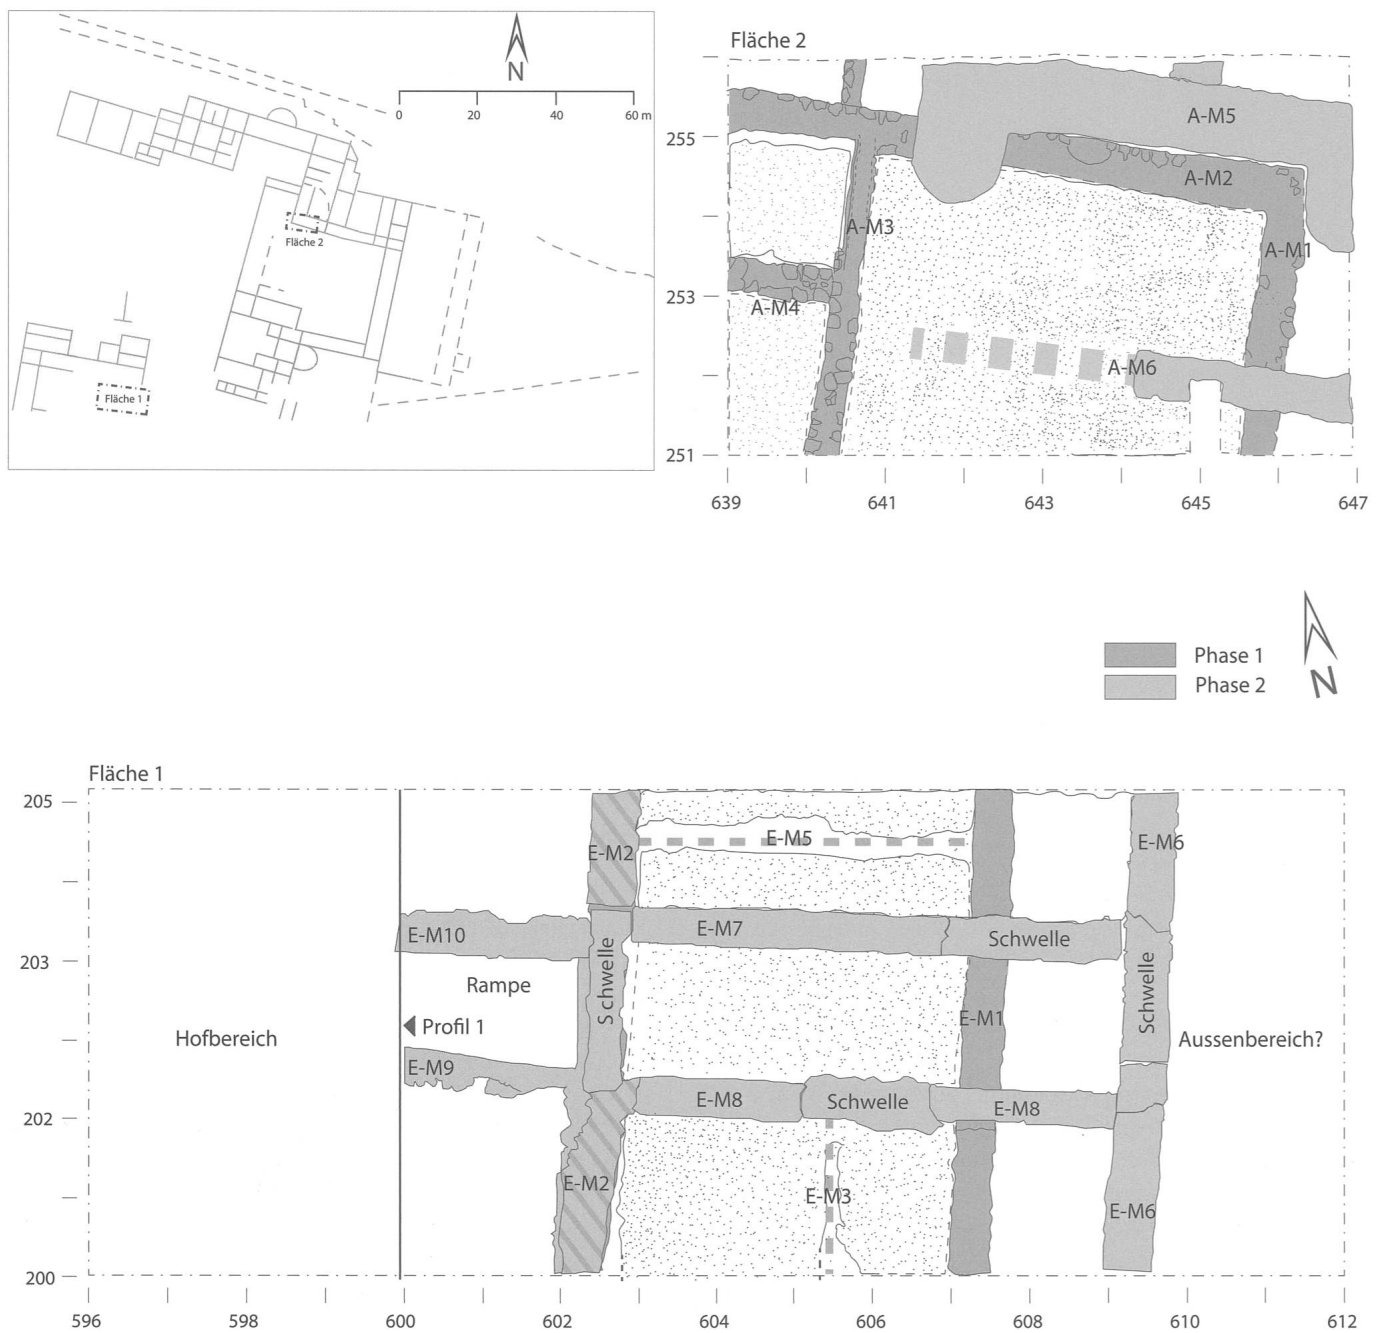 N
0 20 40 60 m
Fläche 2
Fläche 1
Fläche 2
A-M5
255
A-M2
A-M3
A-M1
253
A-M4
A-M6
251
639 641 643 645 647
Phase 1
Phase 2
N
Fläche 1
205
E-M5
E-M6
E-M2
E-M7
E-M10
Schwelle
203
Schwelle
Schwelle
Rampe
Profil 1
E-M1
Hofbereich
Aussenbereich?
E-M9
E-M8
Schwelle
E-M8
202
E-M2
E-M3
E-M6
200
596 598 600 602 604 606 608 610 612